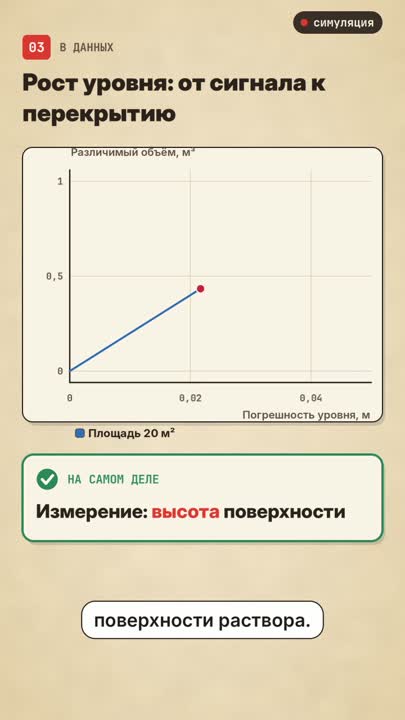 симуляция
03 В ДАННЫХ
Рост уровня: от сигнала к
перекрытию
Различимый объём, м³
1
0,5
0
0 0,02 0,04
Погрешность уровня, м
Площадь 20 м²
НА САМОМ ДЕЛЕ
Измерение: высота поверхности
поверхности раствора.